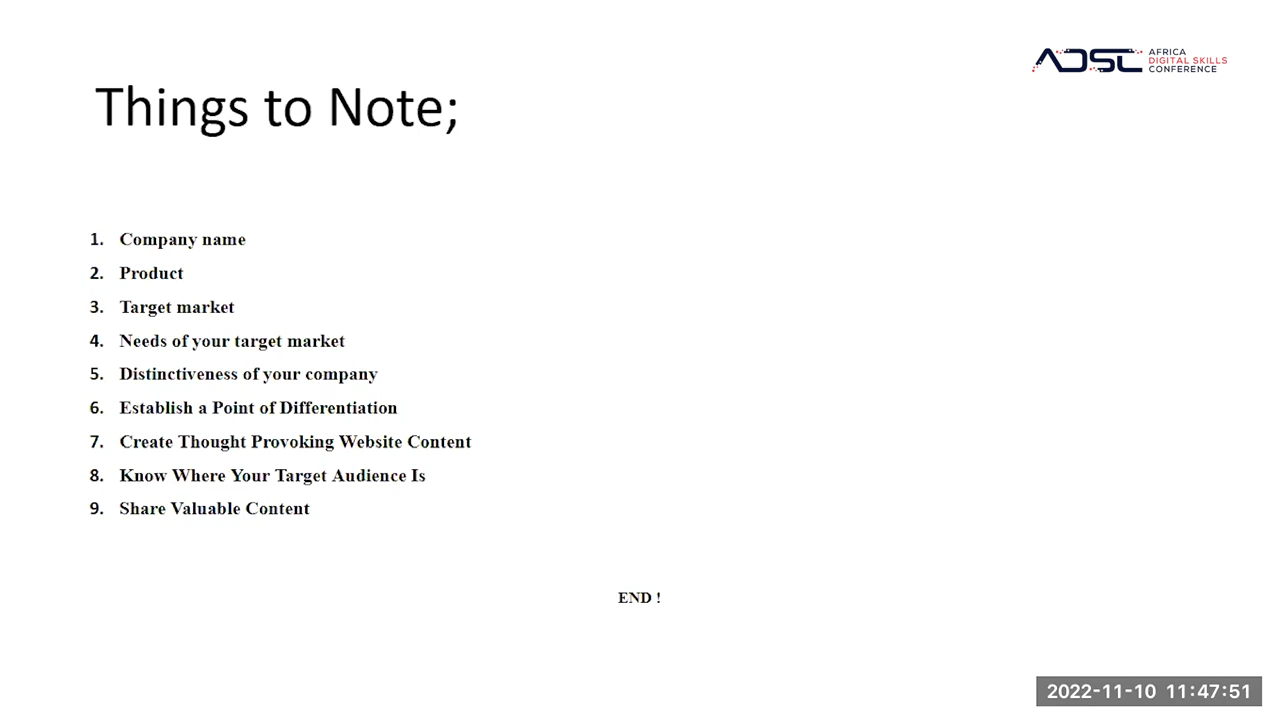 ADSC AFRICA
DIGITAL SKILLS
CONFERENCE
Things to Note;
1. Company name
2. Product
3. Target market
4. Needs of your target market
5. Distinctiveness of your company
6. Establish a Point of Differentiation
7. Create Thought Provoking Website Content
8. Know Where Your Target Audience Is
9. Share Valuable Content
END !
2022-11-10 11:47:51